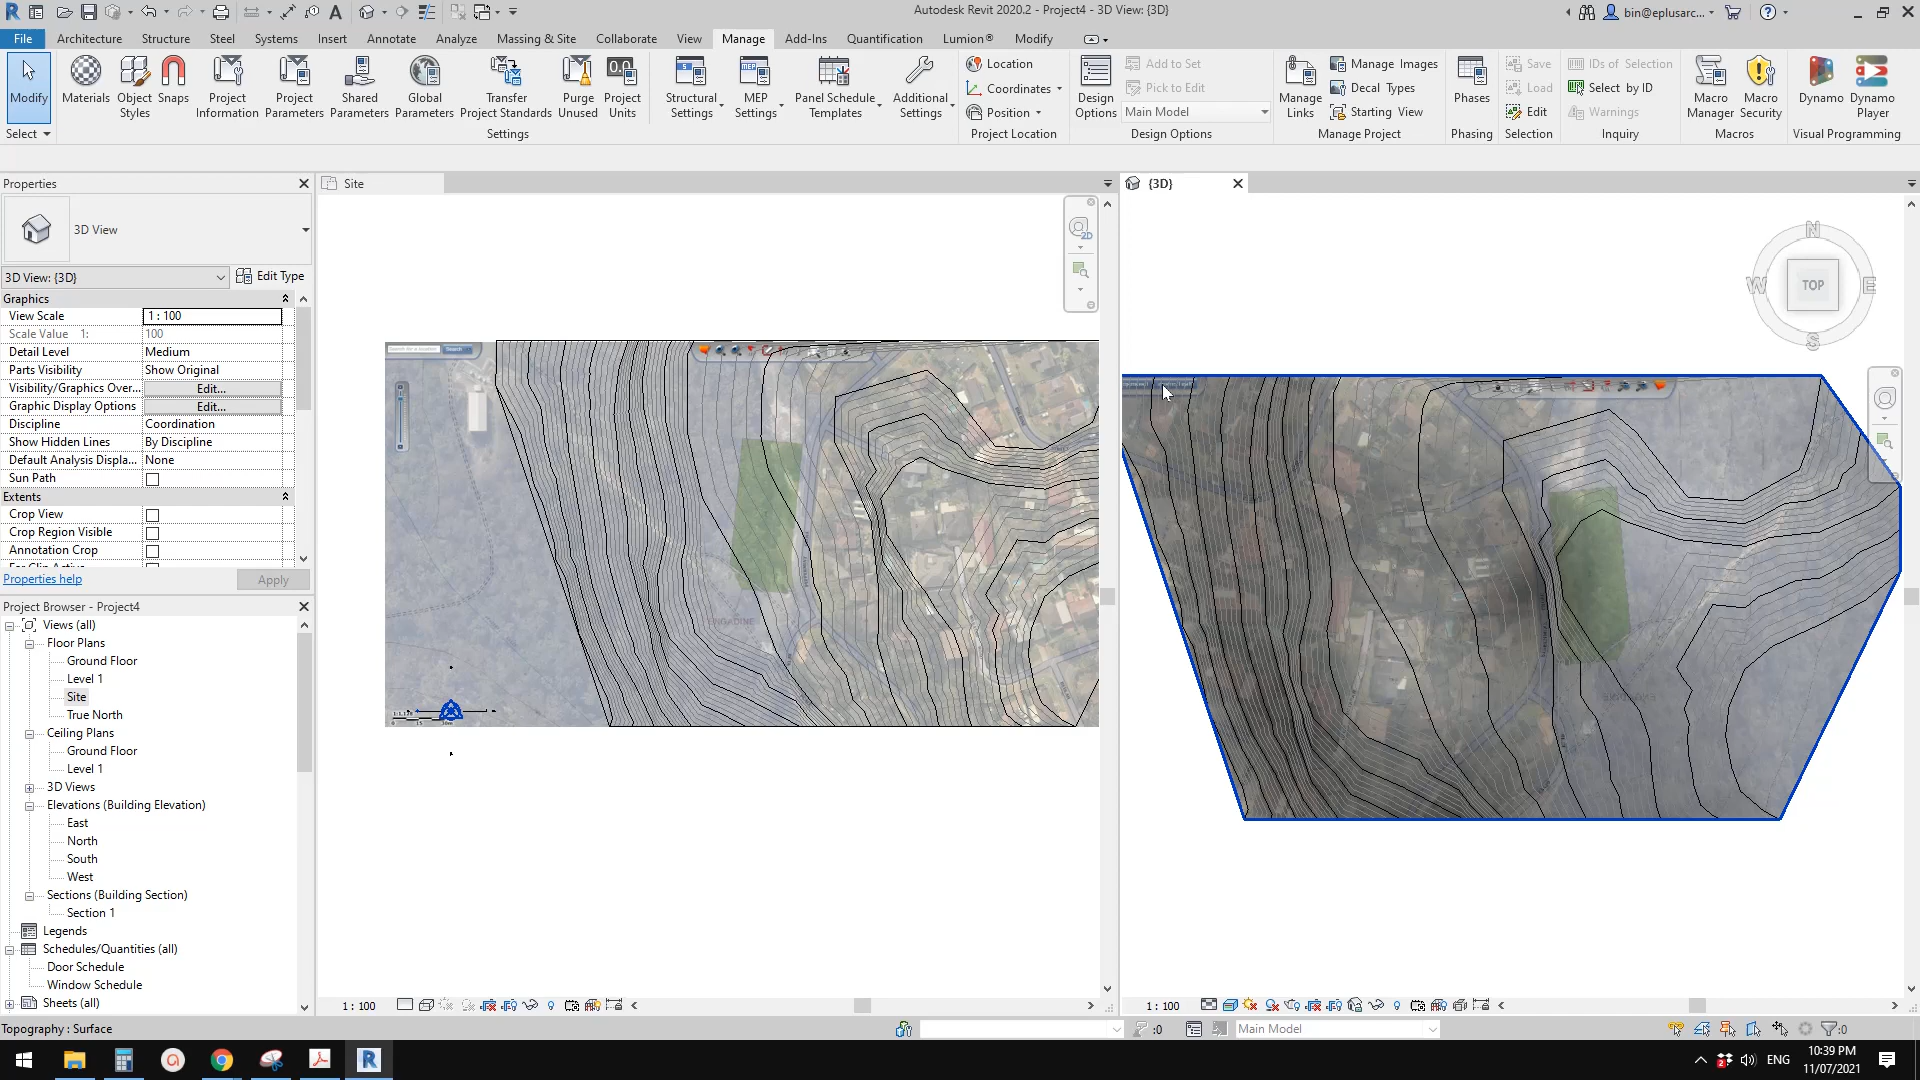 Autodesk Revit 2020.2 - Project4 - 3D View: {3D}
bin@eplusarc...
File Architecture Structure Steel Systems Insert Annotate Analyze Massing & Site Collaborate View Manage Add-Ins Quantification Lumion® Modify
Modify
Materials
Object Styles
Snaps
Project Information
Project Parameters
Shared Parameters
Global Parameters
Transfer Project Standards
Purge Unused
Project Units
Structural Settings
MEP Settings
Panel Schedule Templates
Additional Settings
Location
Coordinates
Position
Design Options
Add to Set
Pick to Edit
Main Model
Manage Links
Manage Images
Decal Types
Starting View
Phases
Save
Load
Edit
IDs of Selection
Select by ID
Warnings
Macro Manager
Macro Security
Dynamo
Dynamo Player
Select Settings Project Location Design Options Manage Project Phasing Selection Inquiry Macros Visual Programming
Properties
3D View
3D View: {3D} Edit Type
Graphics
View Scale 1 : 100
Scale Value 1: 100
Detail Level Medium
Parts Visibility Show Original
Visibility/Graphics Over... Edit...
Graphic Display Options Edit...
Discipline Coordination
Show Hidden Lines By Discipline
Default Analysis Displa... None
Sun Path
Extents
Crop View
Crop Region Visible
Annotation Crop
Properties help Apply
Project Browser - Project4
Views (all)
Floor Plans
Ground Floor
Level 1
Site
True North
Ceiling Plans
Ground Floor
Level 1
3D Views
Elevations (Building Elevation)
East
North
South
West
Sections (Building Section)
Section 1
Legends
Schedules/Quantities (all)
Door Schedule
Window Schedule
Sheets (all)
Site
2D
ENGADINE
1 : 100
{3D}
N
W TOP E
S
1 : 100
Topography : Surface
:0
Main Model
:0
ENG
10:39 PM
11/07/2021